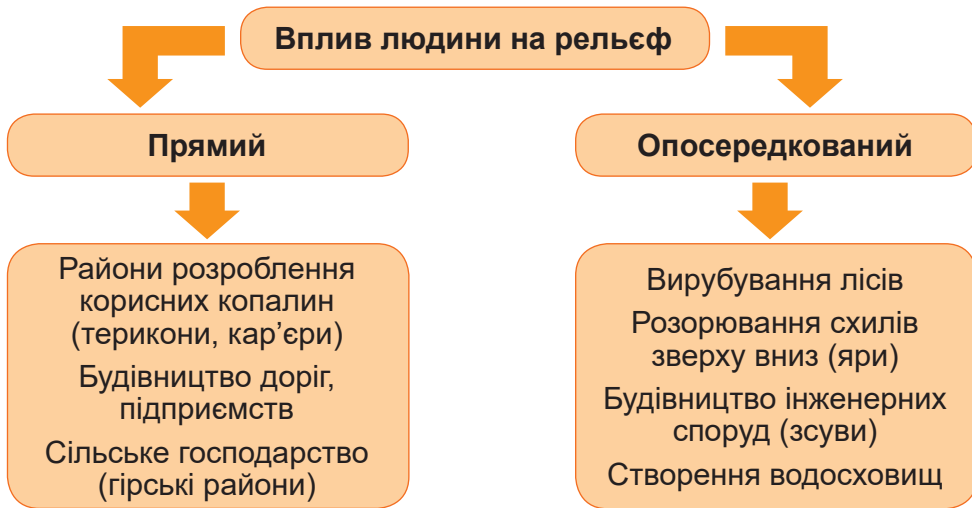 Вплив людини на рельєф
Прямий
Райони розроблення
корисних копалин
(терикони, кар’єри)
Будівництво доріг,
підприємств
Сільське господарство
(гірські райони)
Опосередкований
Вирубування лісів
Розорювання схилів
зверху вниз (яри)
Будівництво інженерних
споруд (зсуви)
Створення водосховищ